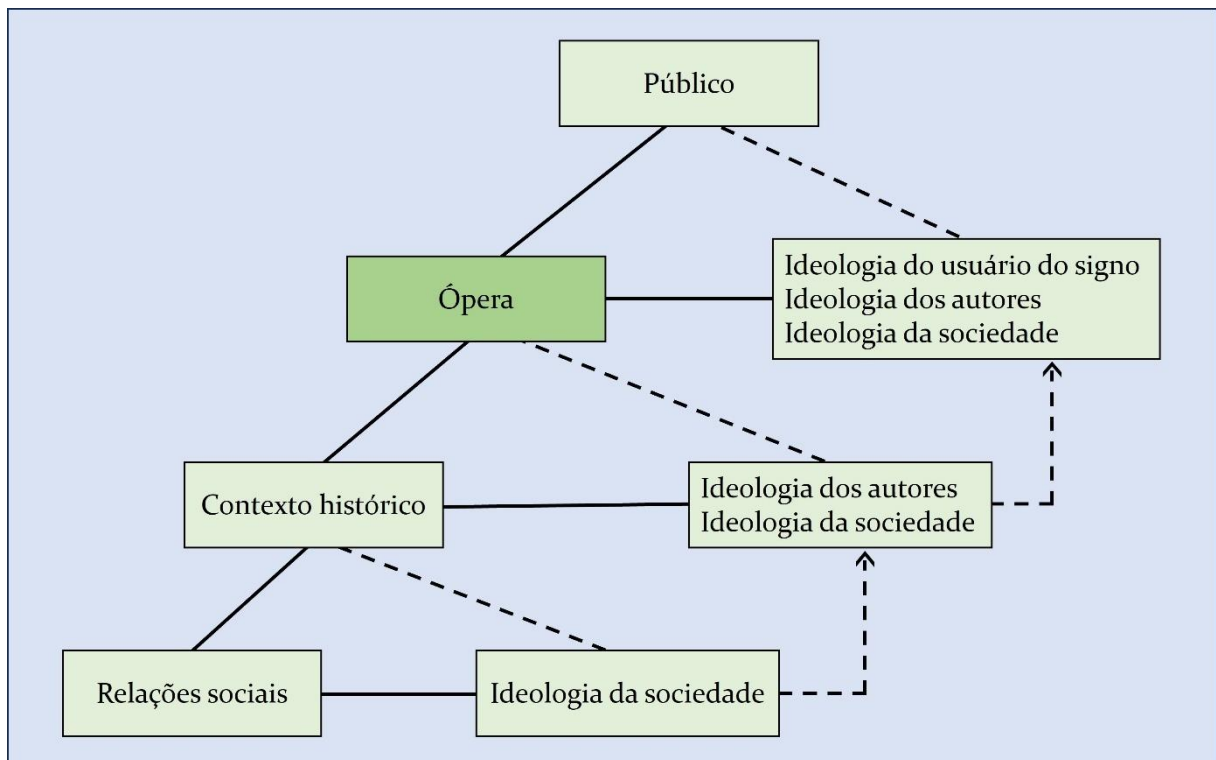 Público
Ideologia do usuário do signo
Ideologia dos autores
Ideologia da sociedade
Ópera
Ideologia dos autores
Ideologia da sociedade
Contexto histórico
Relações sociais
Ideologia da sociedade